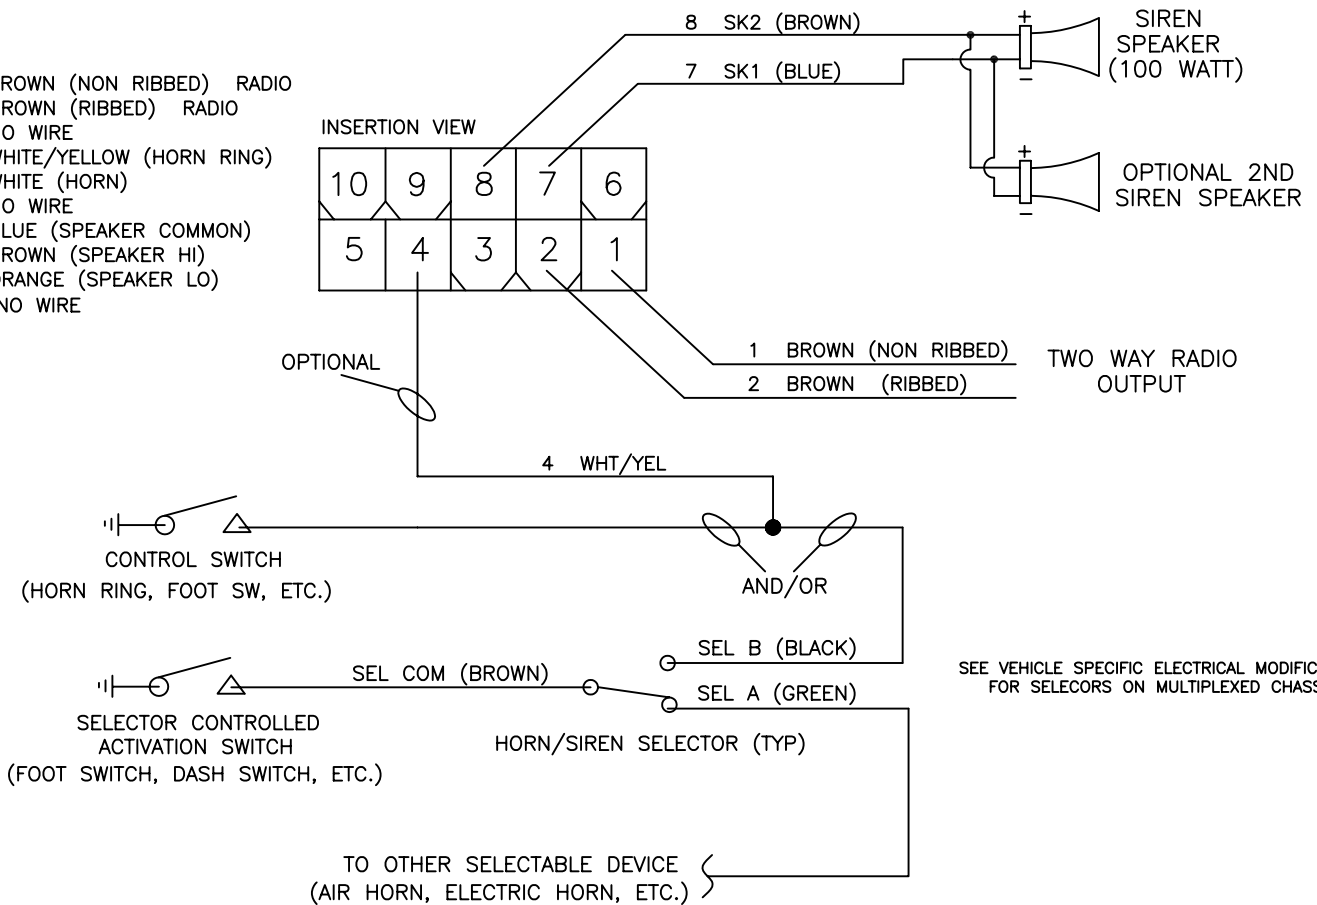 8 SK2 (BROWN)
7 SK1 (BLUE)
SIREN
SPEAKER
(100 WATT)
+
−
+
−
OPTIONAL 2ND
SIREN SPEAKER
ROWN (NON RIBBED) RADIO
ROWN (RIBBED) RADIO
O WIRE
WHITE/YELLOW (HORN RING)
WHITE (HORN)
O WIRE
LUE (SPEAKER COMMON)
ROWN (SPEAKER HI)
ORANGE (SPEAKER LO)
NO WIRE
INSERTION VIEW
10 9 8 7 6
5 4 3 2 1
1 BROWN (NON RIBBED)
2 BROWN (RIBBED)
TWO WAY RADIO
OUTPUT
OPTIONAL
4 WHT/YEL
CONTROL SWITCH
(HORN RING, FOOT SW, ETC.)
AND/OR
SEL B (BLACK)
SEL COM (BROWN)
SEL A (GREEN)
SELECTOR CONTROLLED
ACTIVATION SWITCH
(FOOT SWITCH, DASH SWITCH, ETC.)
HORN/SIREN SELECTOR (TYP)
SEE VEHICLE SPECIFIC ELECTRICAL MODIFIC
FOR SELECORS ON MULTIPLEXED CHASS
TO OTHER SELECTABLE DEVICE
(AIR HORN, ELECTRIC HORN, ETC.)